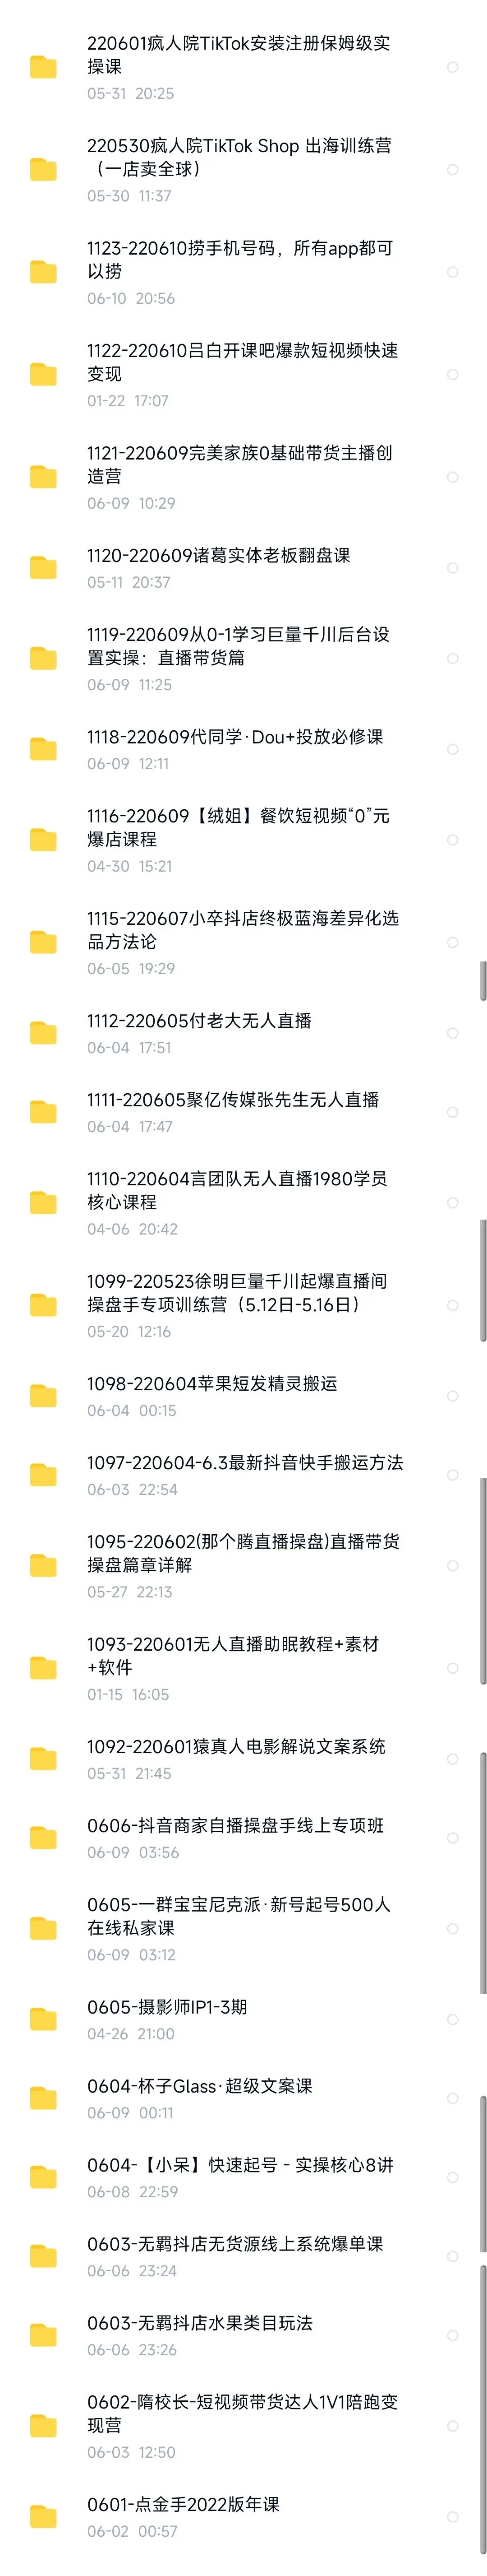 220601疯人院TikTok安装注册保姆级实
操课
05-31 20:25
220530疯人院TikTok Shop 出海训练营
（一店卖全球）
05-30 11:37
1123-220610捞手机号码，所有app都可
以捞
06-10 20:56
1122-220610吕白开课吧爆款短视频快速
变现
01-22 17:07
1121-220609完美家族0基础带货主播创
造营
06-09 10:29
1120-220609诸葛实体老板翻盘课
05-11 20:37
1119-220609从0-1学习巨量千川后台设
置实操：直播带货篇
06-09 11:25
1118-220609代同学·Dou+投放必修课
06-09 12:11
1116-220609【绒姐】餐饮短视频“0”元
爆店课程
04-30 15:21
1115-220607小卒抖店终极蓝海差异化选
品方法论
06-05 19:29
1112-220605付老大无人直播
06-04 17:51
1111-220605聚亿传媒张先生无人直播
06-04 17:47
1110-220604言团队无人直播1980学员
核心课程
04-06 20:42
1099-220523徐明巨量千川起爆直播间
操盘手专项训练营（5.12日-5.16日）
05-20 12:16
1098-220604苹果短发精灵搬运
06-04 00:15
1097-220604-6.3最新抖音快手搬运方法
06-03 22:54
1095-220602(那个腾直播操盘)直播带货
操盘篇章详解
05-27 22:13
1093-220601无人直播助眠教程+素材
+软件
01-15 16:05
1092-220601猿真人电影解说文案系统
05-31 21:45
0606-抖音商家自播操盘手线上专项班
06-09 03:56
0605-一群宝宝尼克派·新号起号500人
在线私家课
06-09 03:12
0605-摄影师IP1-3期
04-26 21:00
0604-杯子Glass·超级文案课
06-09 00:11
0604-【小呆】快速起号 - 实操核心8讲
06-08 22:59
0603-无羁抖店无货源线上系统爆单课
06-06 23:24
0603-无羁抖店水果类目玩法
06-06 23:26
0602-隋校长-短视频带货达人1V1陪跑变
现营
06-03 12:50
0601-点金手2022版年课
06-02 00:57